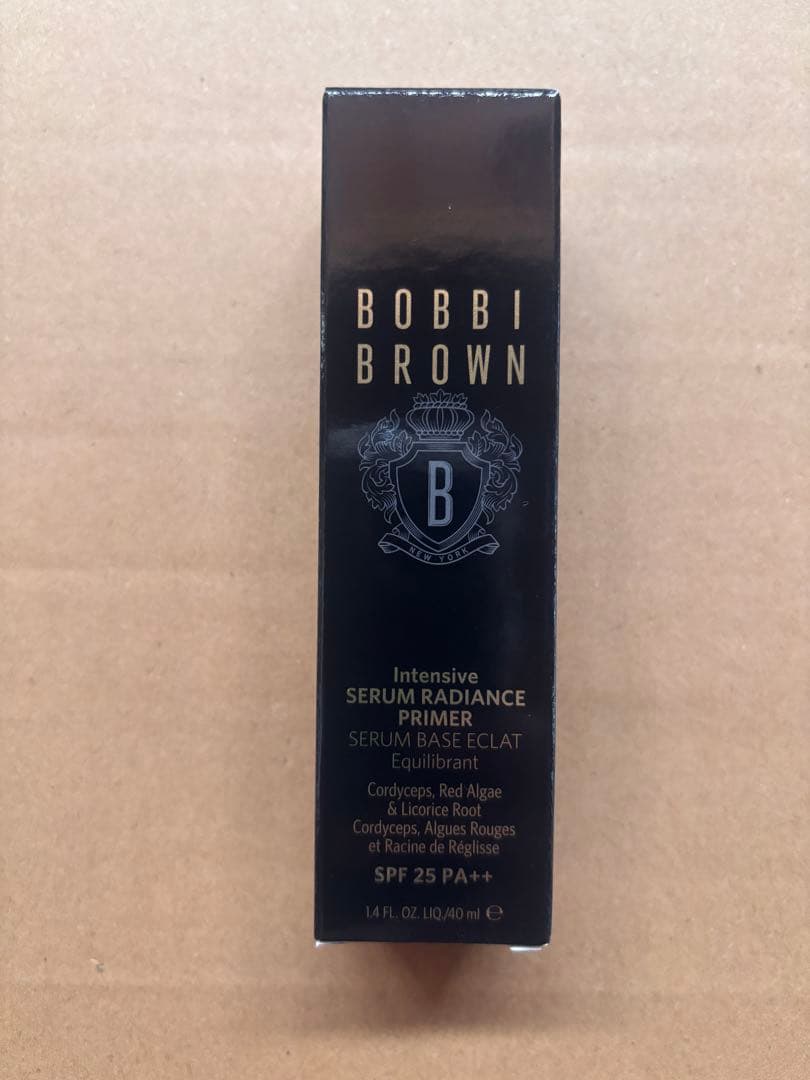 BOBBI
BROWN
B
NEW YORK
Intensive
SERUM RADIANCE
PRIMER
SERUM BASE ECLAT
Equilibrant
Cordyceps, Red Algae
& Licorice Root
Cordyceps, Algues Rouges
et Racine de Réglisse
SPF 25 PA++
1.4 FL. OZ. LIQ./40 ml ℮